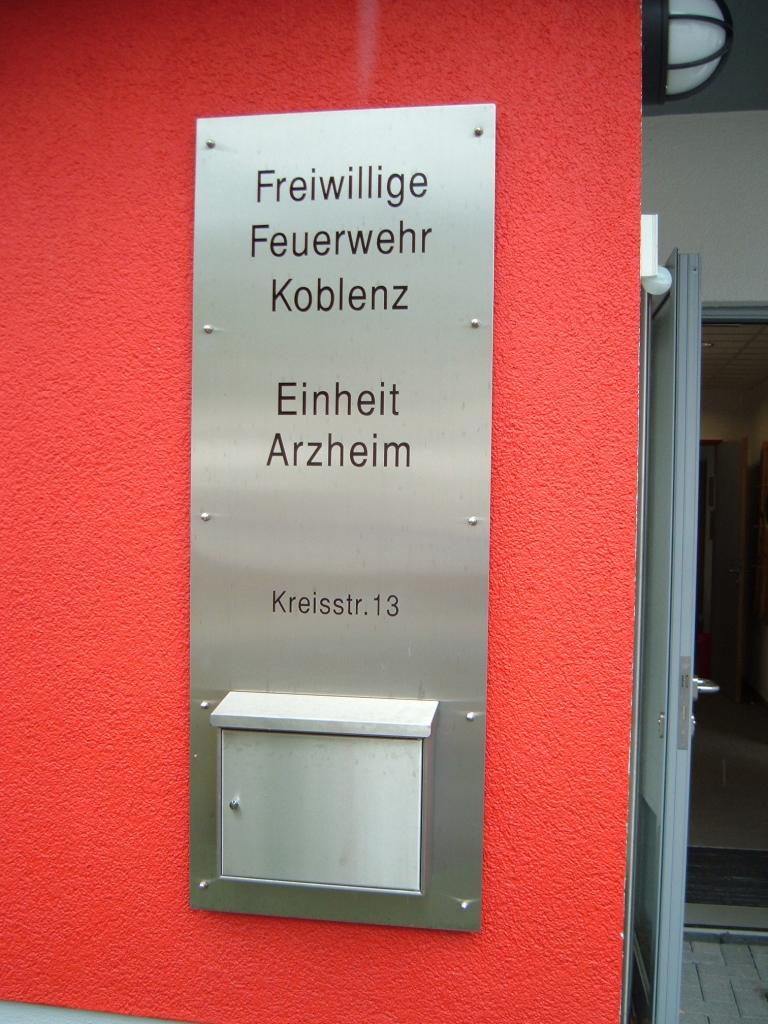 Freiwillige
Feuerwehr
Koblenz
Einheit
Arzheim
Kreisstr.13